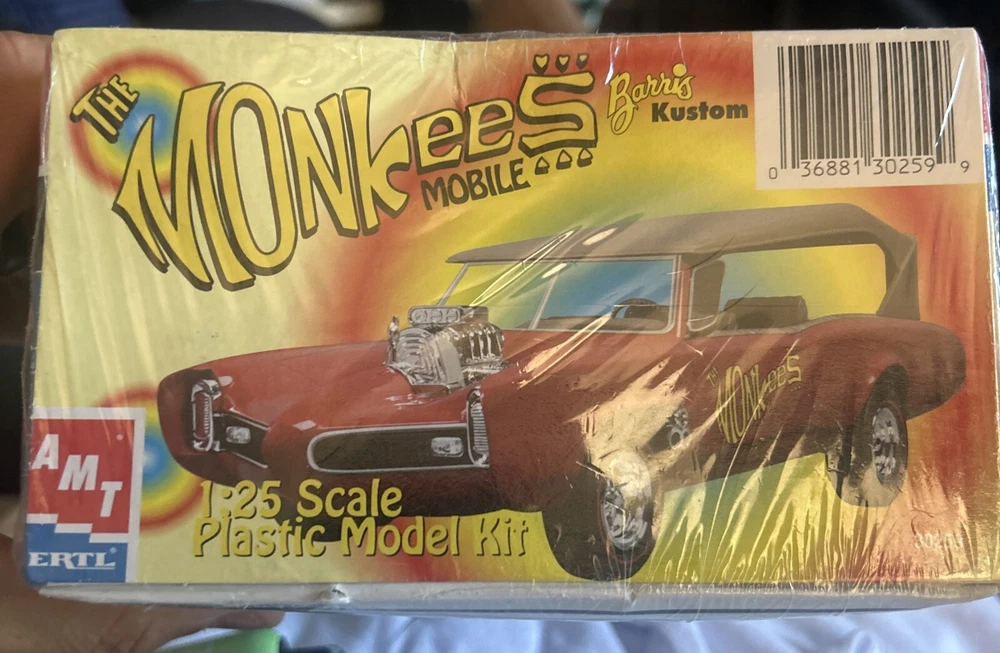 THE
MONKEES
MOBILE
Barris
Kustom
0 36881 30259 9
THE
MONKEES
AMT
ERTL®
1:25 Scale
Plastic Model Kit